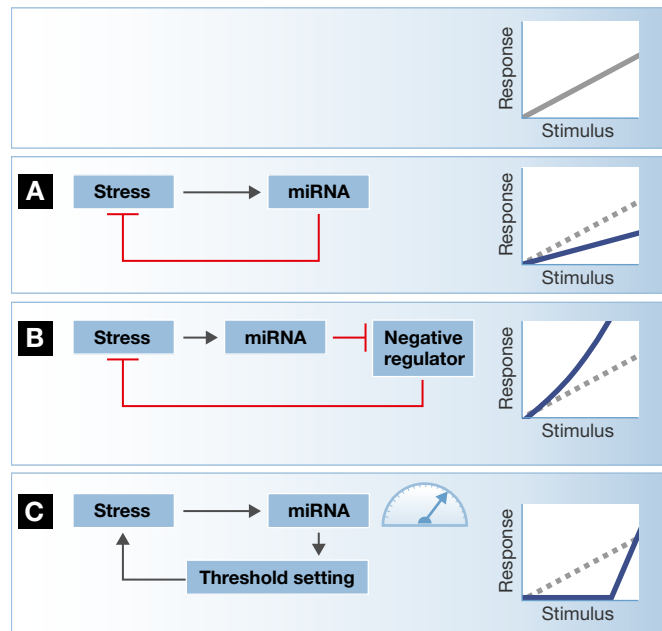 Response
Stimulus
A
Stress
miRNA
Response
Stimulus
B
Stress
miRNA
Negative
regulator
Response
Stimulus
C
Stress
miRNA
Threshold setting
Response
Stimulus